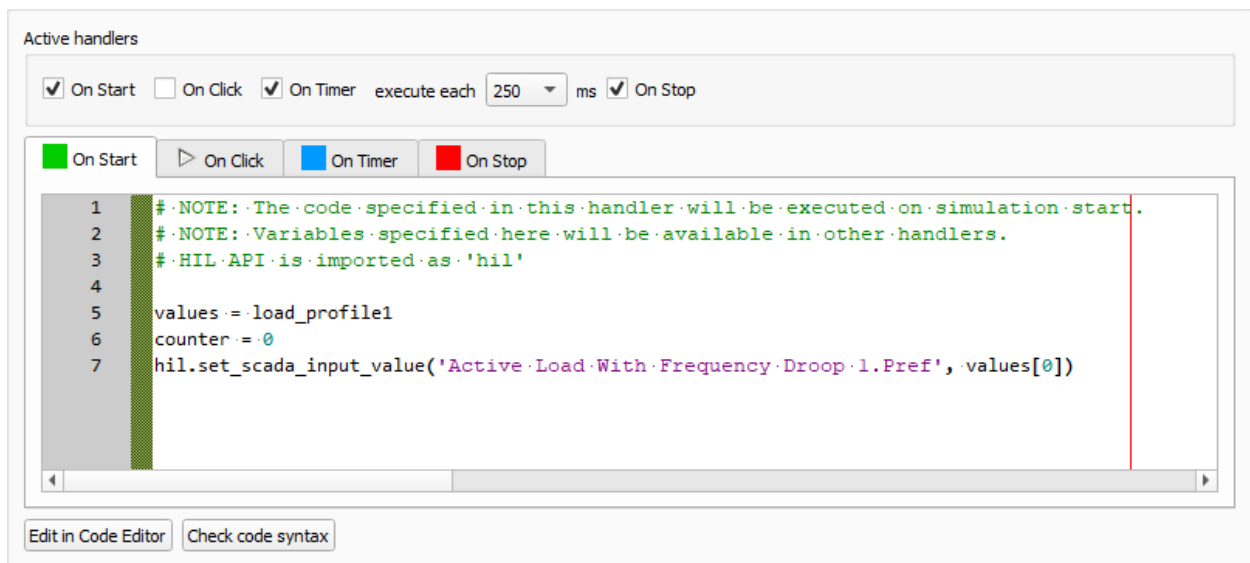 Active handlers
On Start On Click On Timer execute each 250 ms On Stop
On Start On Click On Timer On Stop
1 # NOTE: The code specified in this handler will be executed on simulation start.
2 # NOTE: Variables specified here will be available in other handlers.
3 # HIL API is imported as 'hil'
4
5 values = load_profile1
6 counter = 0
7 hil.set_scada_input_value('Active Load With Frequency Droop 1.Pref', values[0])
Edit in Code Editor Check code syntax